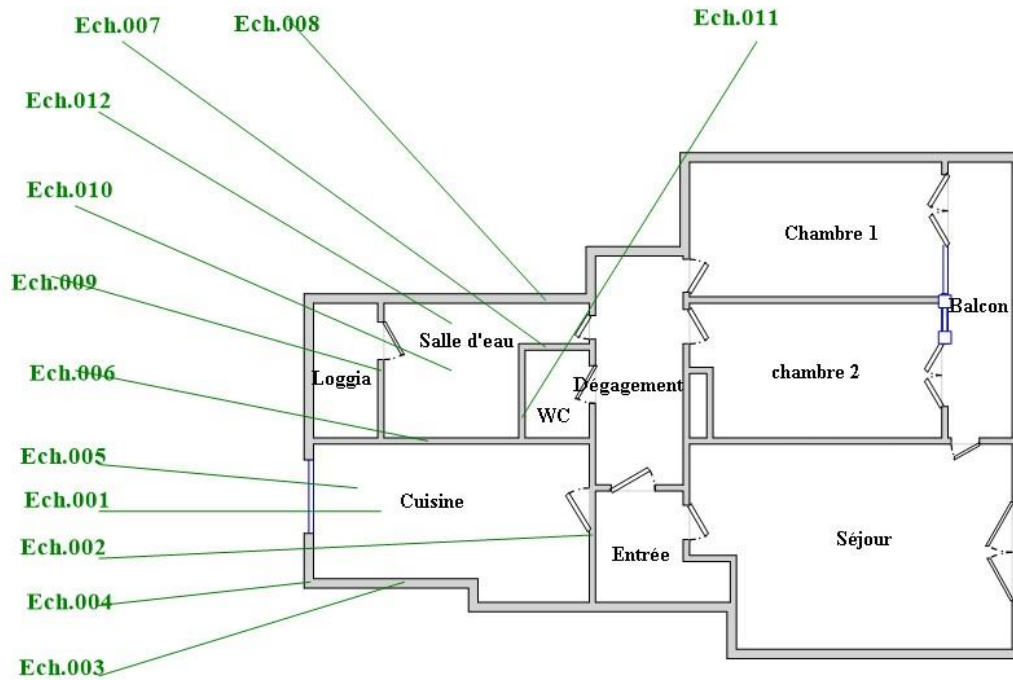 Ech.007
Ech.008
Ech.011
Ech.012
Ech.010
Chambre 1
Ech.009
Balcon
Salle d'eau
Ech.006
Loggia
Dégagement
chambre 2
WC
Ech.005
Ech.001
Cuisine
Ech.002
Entrée
Séjour
Ech.004
Ech.003